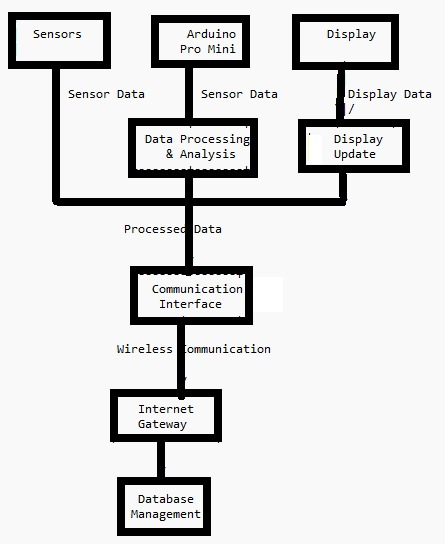 Sensors
Arduino
Pro Mini
Display
Sensor Data
Sensor Data
Display Data
|/
Data Processing
& Analysis
Display
Update
Processed Data
Communication
Interface
Wireless Communication
Internet
Gateway
Database
Management